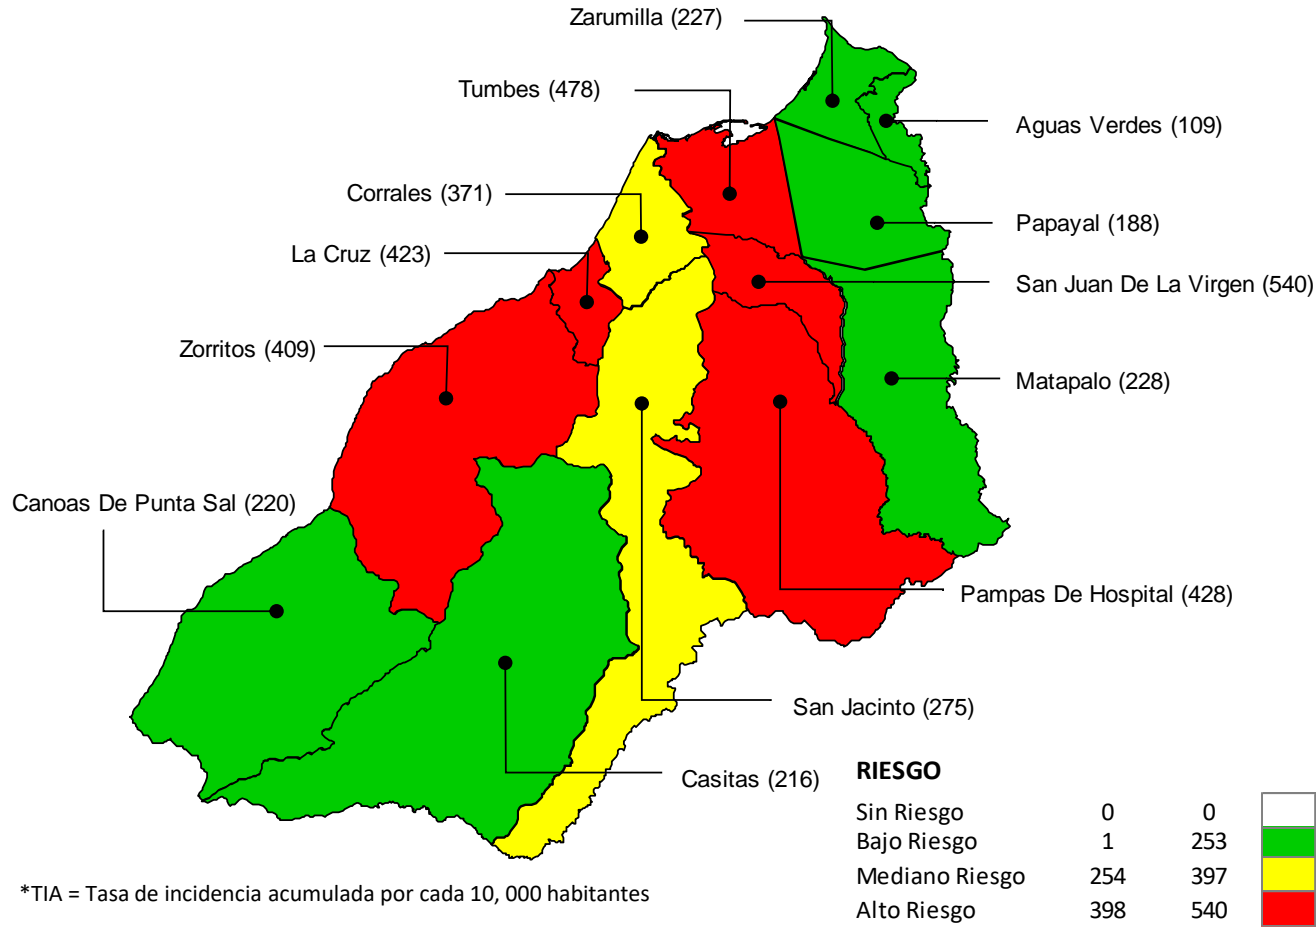 Zarumilla (227)
Tumbes (478)
Aguas Verdes (109)
Corrales (371)
Papayal (188)
La Cruz (423)
San Juan De La Virgen (540)
Zorritos (409)
Matapalo (228)
Canoas De Punta Sal (220)
Pampas De Hospital (428)
San Jacinto (275)
Casitas (216)
RIESGO
Sin Riesgo 0 0
Bajo Riesgo 1 253
Mediano Riesgo 254 397
Alto Riesgo 398 540
*TIA = Tasa de incidencia acumulada por cada 10, 000 habitantes